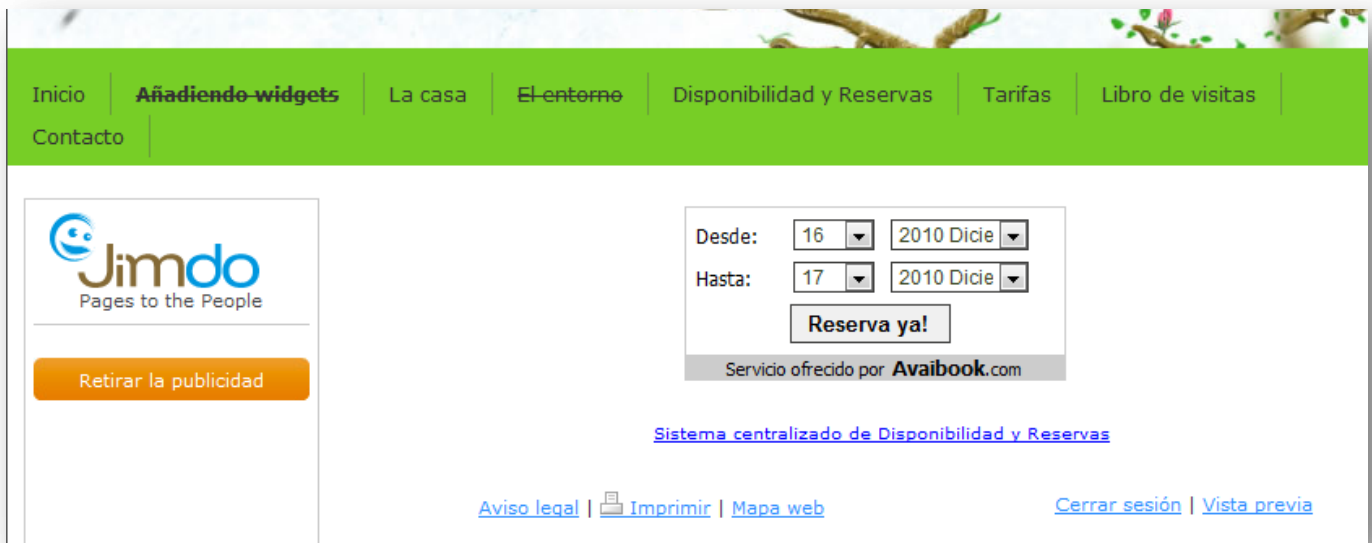 Inicio Añadiendo widgets La casa El entorno Disponibilidad y Reservas Tarifas Libro de visitas
Contacto
Jimdo
Pages to the People
Retirar la publicidad
Desde: 16 2010 Dicie
Hasta: 17 2010 Dicie
Reserva ya!
Servicio ofrecido por Avaibook.com
Sistema centralizado de Disponibilidad y Reservas
Aviso legal | Imprimir | Mapa web Cerrar sesión | Vista previa